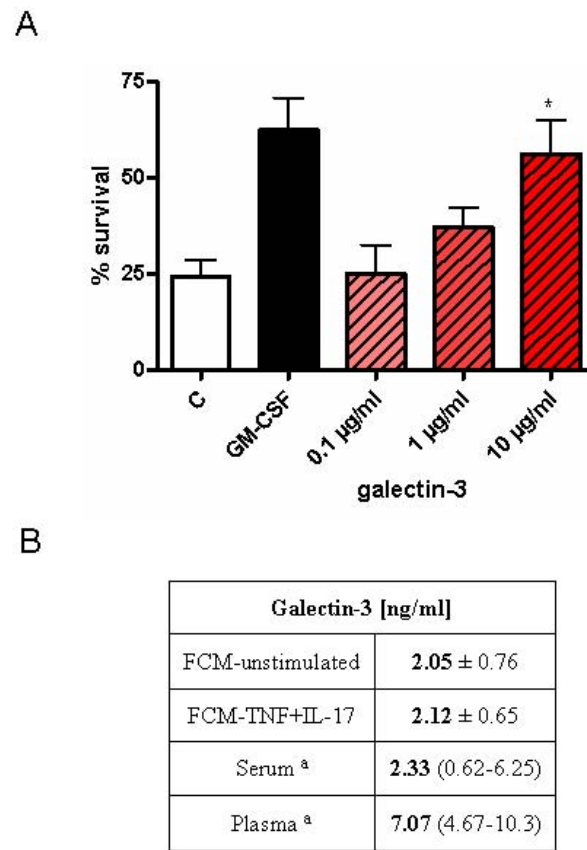 A
75
50
25
0
% survival
*
C
GM-CSF
0.1 µg/ml
1 µg/ml
10 µg/ml
galectin-3
B
Galectin-3 [ng/ml]
FCM-unstimulated 2.05 ± 0.76
FCM-TNF+IL-17 2.12 ± 0.65
Serum a 2.33 (0.62-6.25)
Plasma a 7.07 (4.67-10.3)